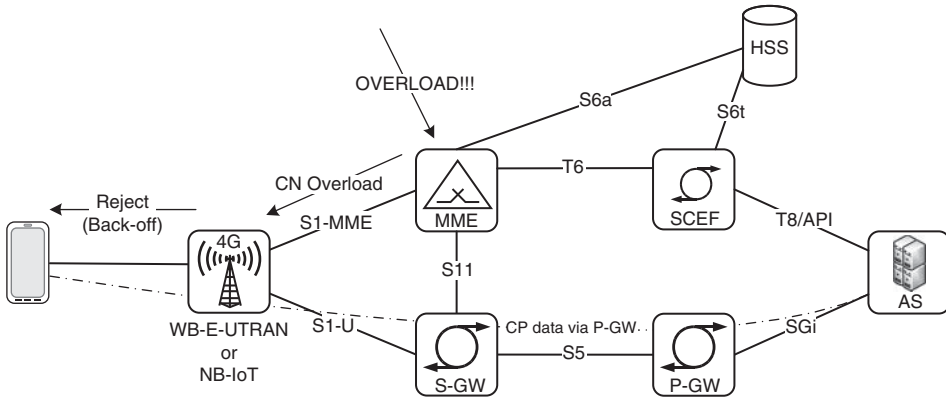 HSS
OVERLOAD!!!
S6a
S6t
CN Overload
MME
T6
SCEF
Reject
(Back-off)
S1-MME
T8/API
4G
S11
AS
WB-E-UTRAN
or
NB-IoT
S1-U
CP data via P-GW
SGi
S5
S-GW
P-GW